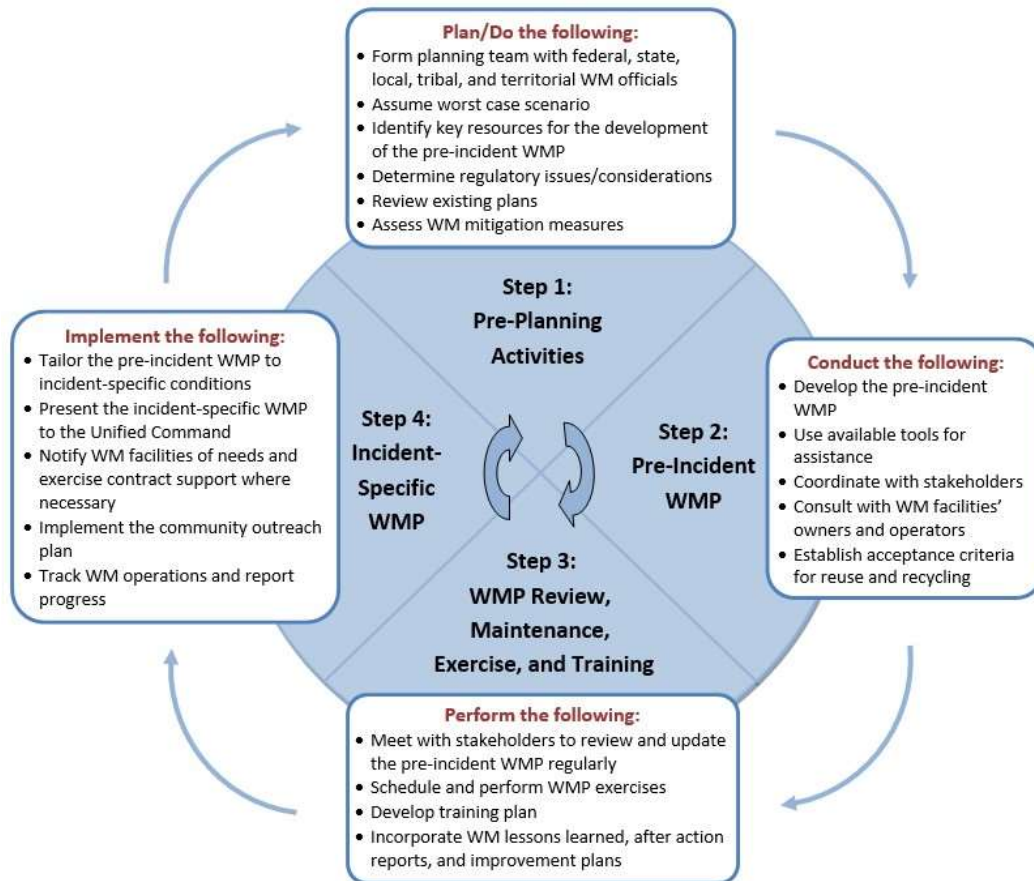 Plan/Do the following:
• Form planning team with federal, state,
local, tribal, and territorial WM officials
• Assume worst case scenario
• Identify key resources for the development
of the pre-incident WMP
• Determine regulatory issues/considerations
• Review existing plans
• Assess WM mitigation measures
Step 1:
Pre-Planning
Activities
Conduct the following:
• Develop the pre-incident
WMP
• Use available tools for
assistance
• Coordinate with stakeholders
• Consult with WM facilities’
owners and operators
• Establish acceptance criteria
for reuse and recycling
Step 2:
Pre-Incident
WMP
Step 3:
WMP Review,
Maintenance,
Exercise, and Training
Perform the following:
• Meet with stakeholders to review and update
the pre-incident WMP regularly
• Schedule and perform WMP exercises
• Develop training plan
• Incorporate WM lessons learned, after action
reports, and improvement plans
Implement the following:
• Tailor the pre-incident WMP to
incident-specific conditions
• Present the incident-specific WMP
to the Unified Command
• Notify WM facilities of needs and
exercise contract support where
necessary
• Implement the community outreach
plan
• Track WM operations and report
progress
Step 4:
Incident-
Specific
WMP